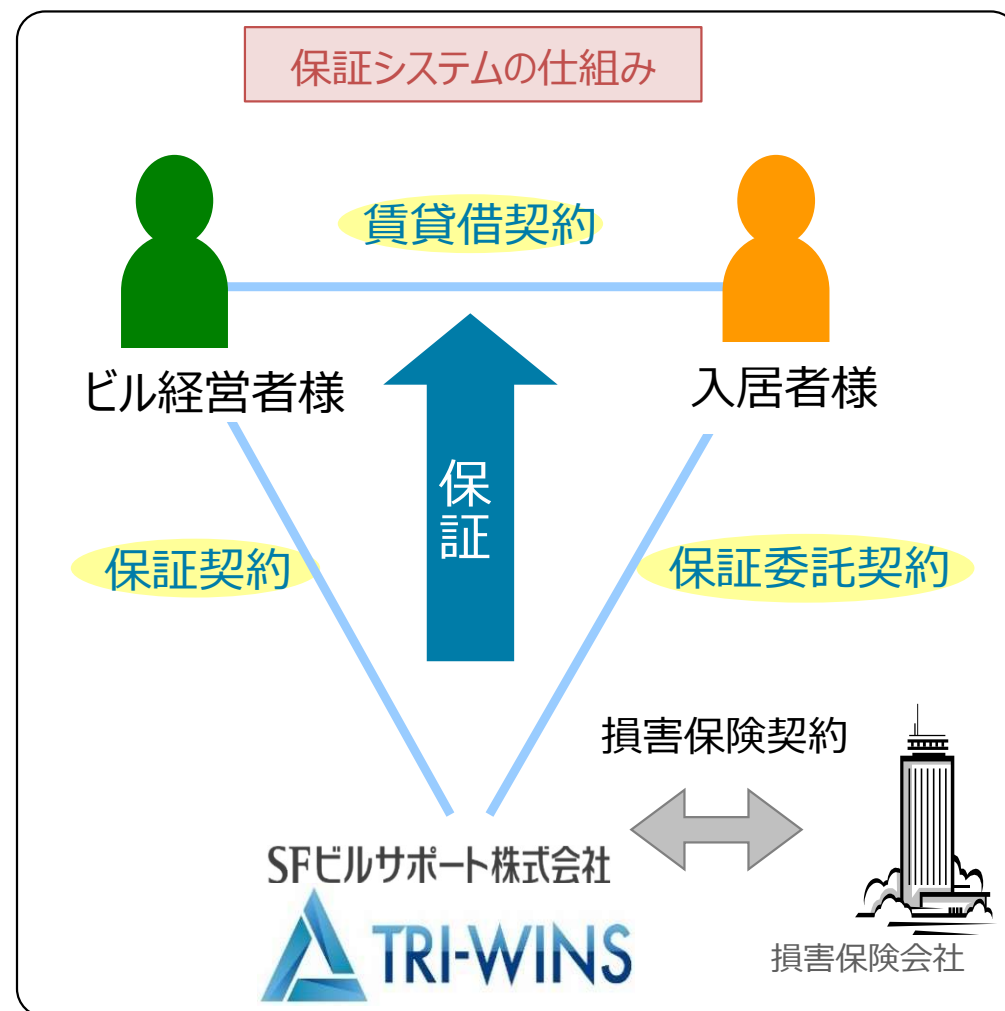 保証システムの仕組み
賃貸借契約
ビル経営者様
入居者様
保証
保証契約
保証委託契約
損害保険契約
SFビルサポート株式会社
TRI-WINS
損害保険会社